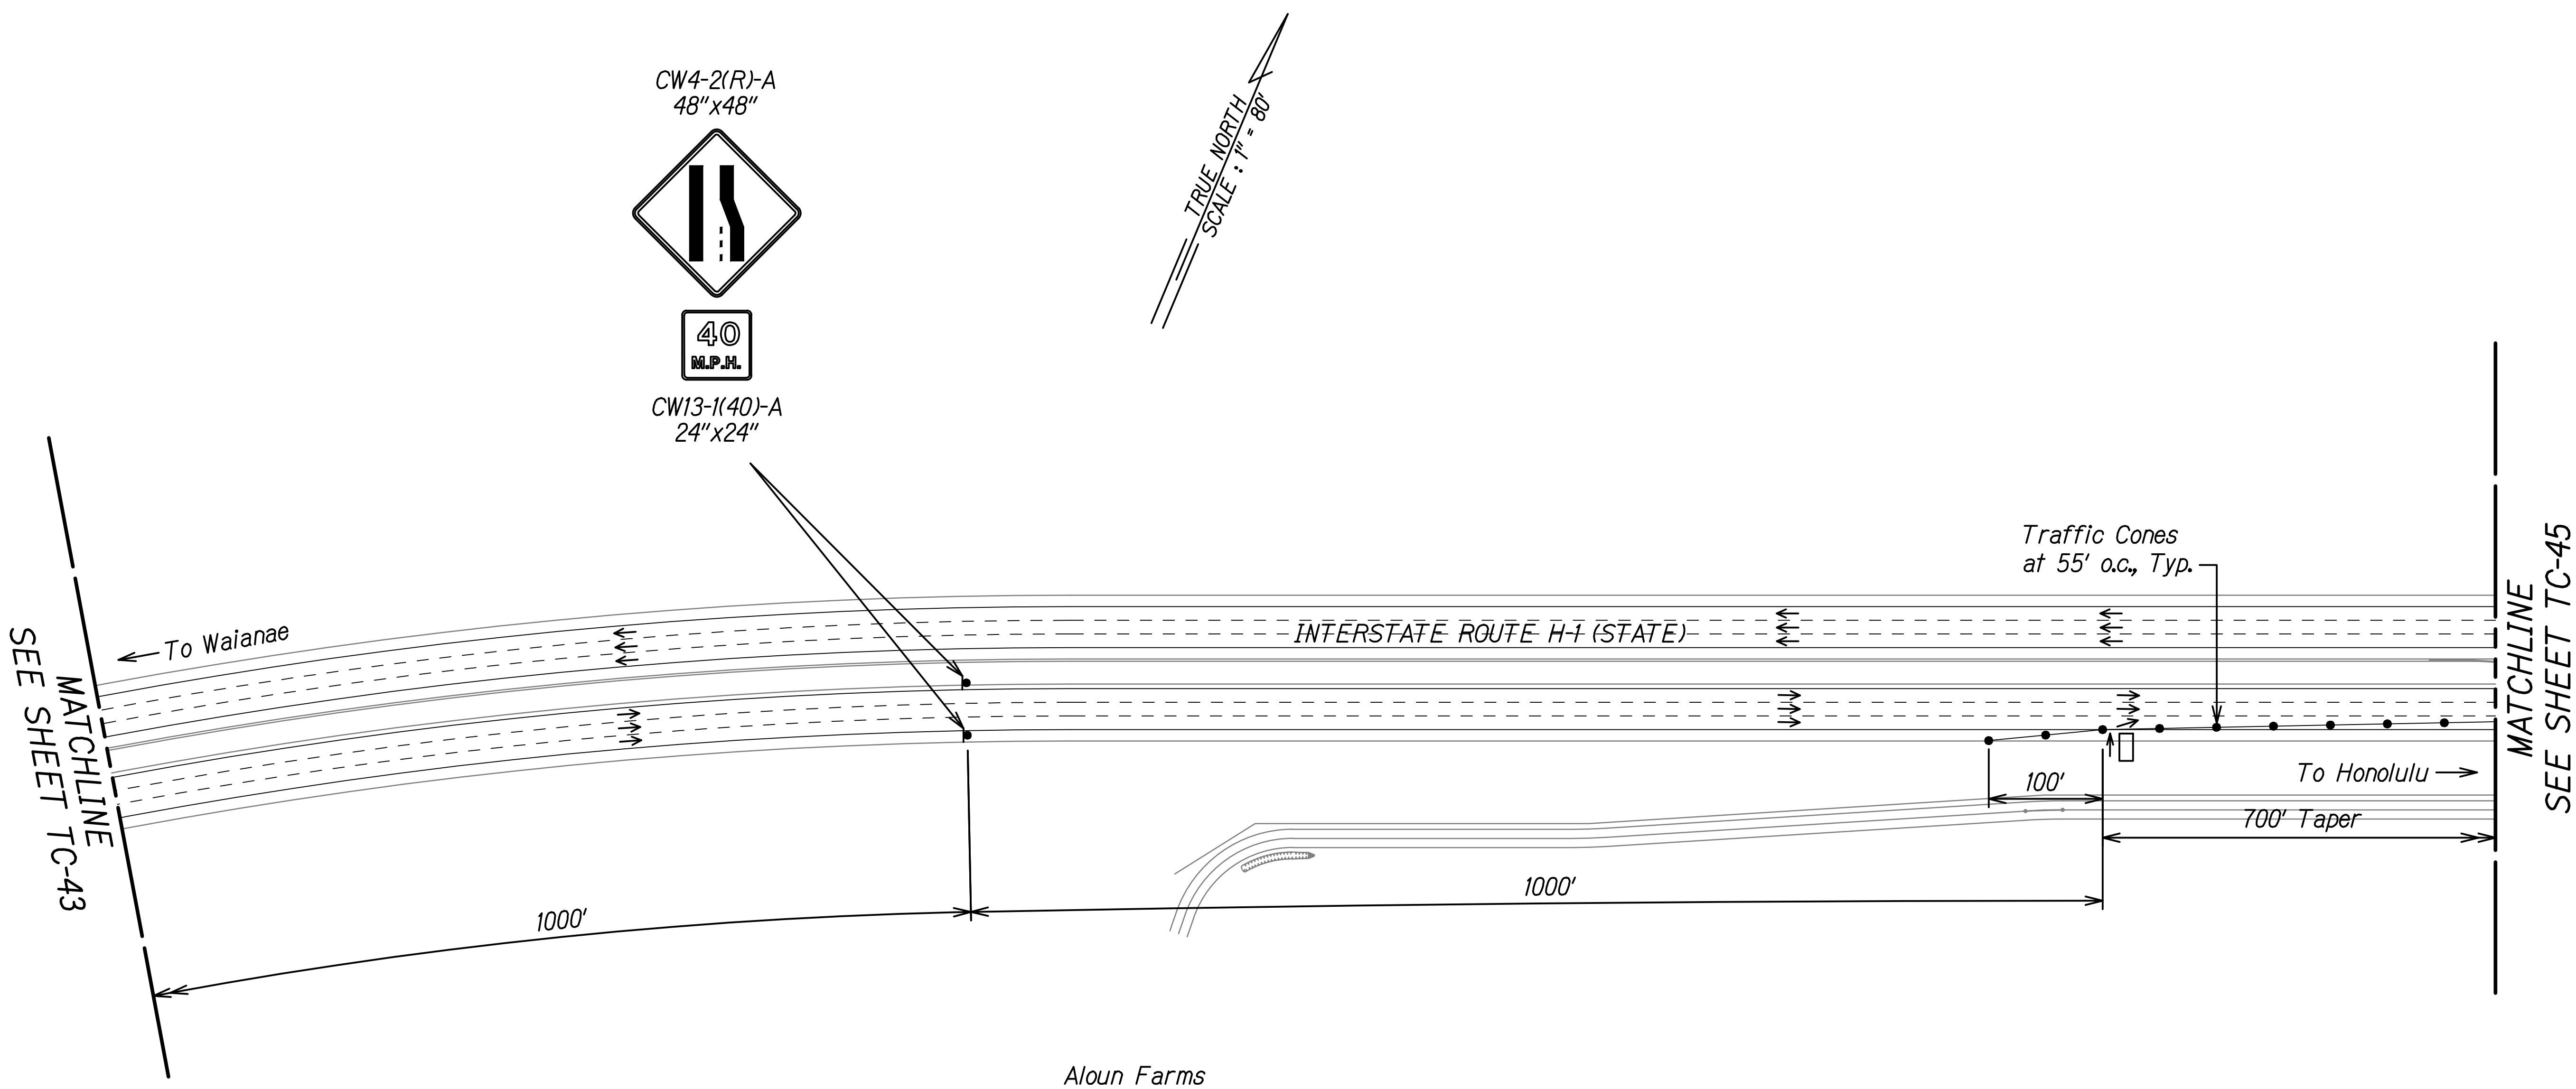 CW4-2(R)-A
48"x48"
40
M.P.H.
CW13-1(40)-A
24"x24"
TRUE NORTH
SCALE : 1" = 80'
Traffic Cones
at 55' o.c., Typ.
To Waianae
INTERSTATE ROUTE H-1 (STATE)
MATCHLINE
SEE SHEET TC-43
MATCHLINE
SEE SHEET TC-45
To Honolulu
100'
700' Taper
1000'
1000'
Aloun Farms